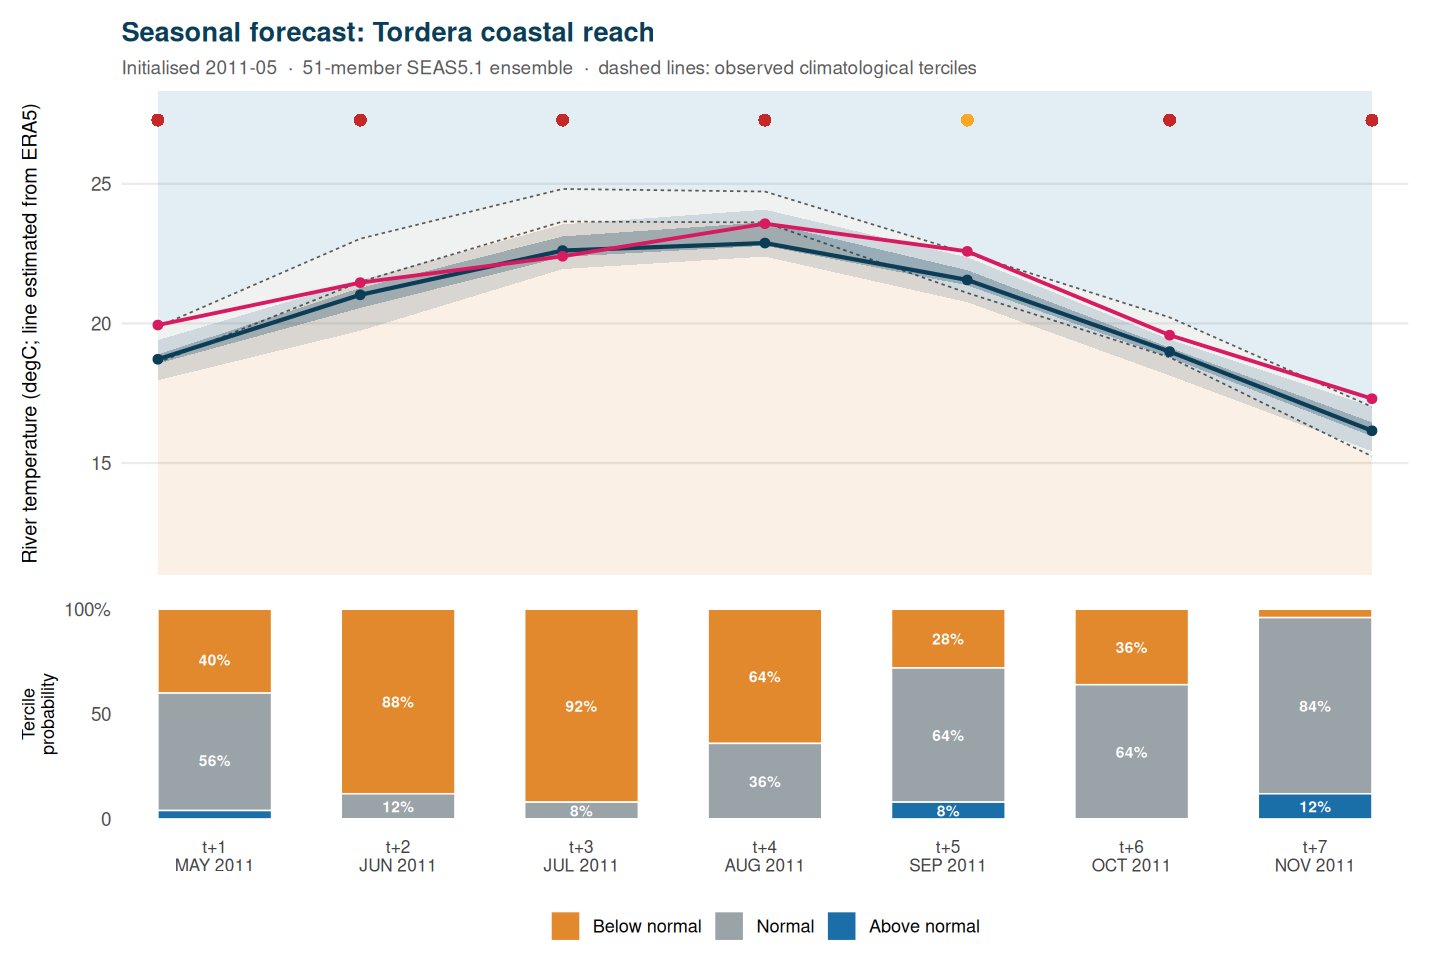 Seasonal forecast: Tordera coastal reach
Initialised 2011-05 · 51-member SEAS5.1 ensemble · dashed lines: observed climatological terciles
River temperature (degC; line estimated from ERA5)
25
20
15
Tercile
probability
100%
50
0
40%
56%
88%
12%
92%
8%
64%
36%
28%
64%
8%
36%
64%
84%
12%
t+1
MAY 2011
t+2
JUN 2011
t+3
JUL 2011
t+4
AUG 2011
t+5
SEP 2011
t+6
OCT 2011
t+7
NOV 2011
Below normal
Normal
Above normal